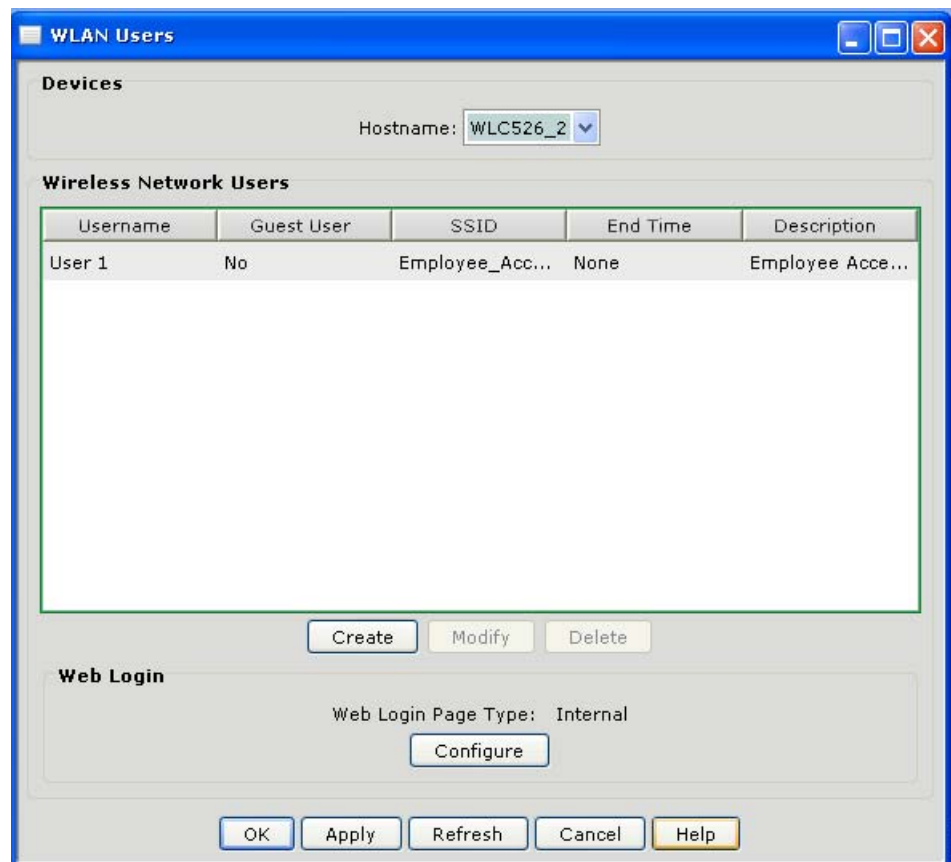 WLAN Users
Devices
Hostname: WLC526_2
Wireless Network Users
Username Guest User SSID End Time Description
User 1 No Employee_Acc... None Employee Acce...
Create Modify Delete
Web Login
Web Login Page Type: Internal
Configure
OK Apply Refresh Cancel Help